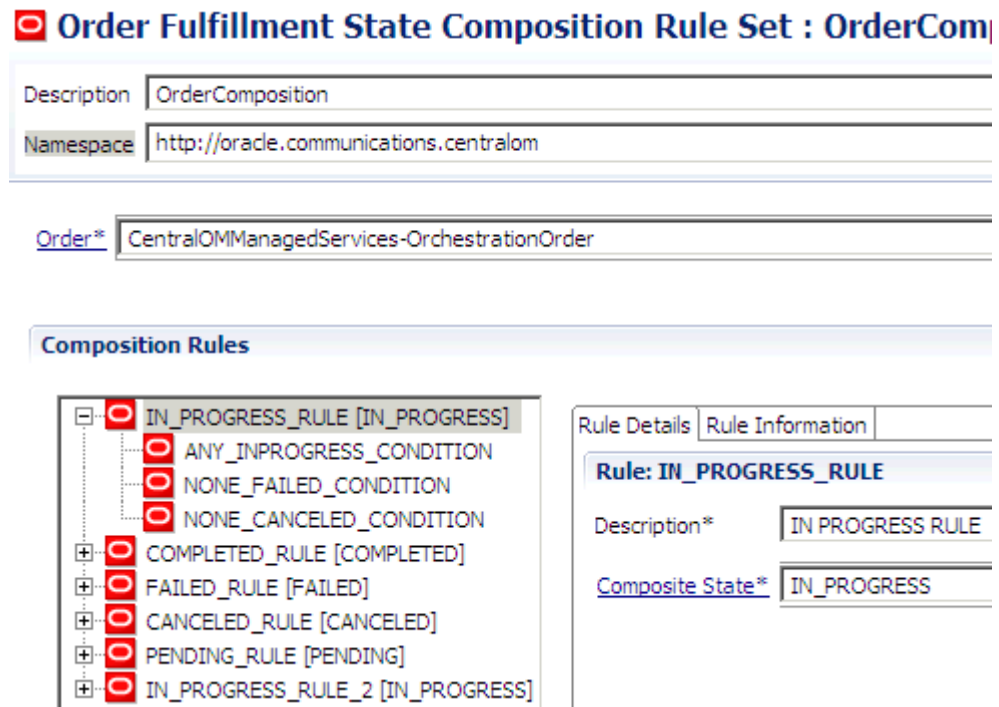 Order Fulfillment State Composition Rule Set : OrderCom
Description OrderComposition
Namespace http://oracle.communications.centralom
Order* CentralOMManagedServices-OrchestrationOrder
Composition Rules
IN_PROGRESS_RULE [IN_PROGRESS]
ANY_INPROGRESS_CONDITION
NONE_FAILED_CONDITION
NONE_CANCELED_CONDITION
COMPLETED_RULE [COMPLETED]
FAILED_RULE [FAILED]
CANCELED_RULE [CANCELED]
PENDING_RULE [PENDING]
IN_PROGRESS_RULE_2 [IN_PROGRESS]
Rule Details Rule Information
Rule: IN_PROGRESS_RULE
Description* IN PROGRESS RULE
Composite State* IN_PROGRESS